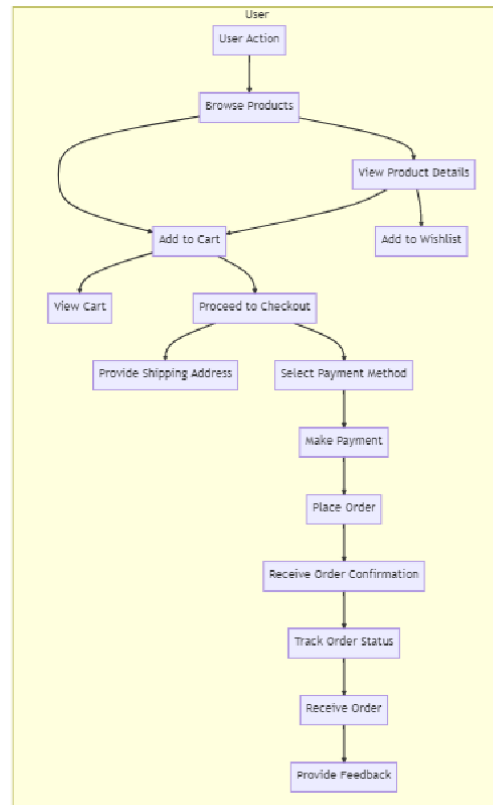 User
User Action
Browse Products
View Product Details
Add to Cart
Add to Wishlist
View Cart
Proceed to Checkout
Provide Shipping Address
Select Payment Method
Make Payment
Place Order
Receive Order Confirmation
Track Order Status
Receive Order
Provide Feedback